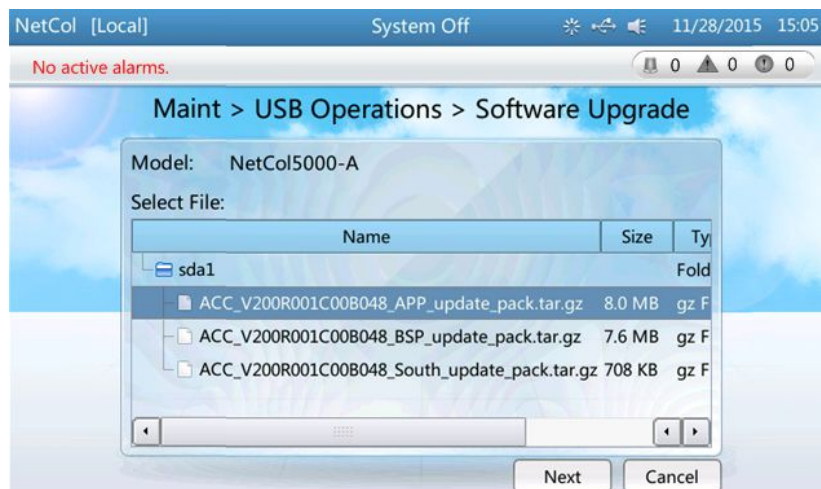 NetCol [Local] System Off 11/28/2015 15:05
No active alarms. 0 0 0
Maint > USB Operations > Software Upgrade
Model: NetCol5000-A
Select File:
Name Size Ty
sda1 Fold
ACC_V200R001C00B048_APP_update_pack.tar.gz 8.0 MB gz F
ACC_V200R001C00B048_BSP_update_pack.tar.gz 7.6 MB gz F
ACC_V200R001C00B048_South_update_pack.tar.gz 708 KB gz F
Next Cancel